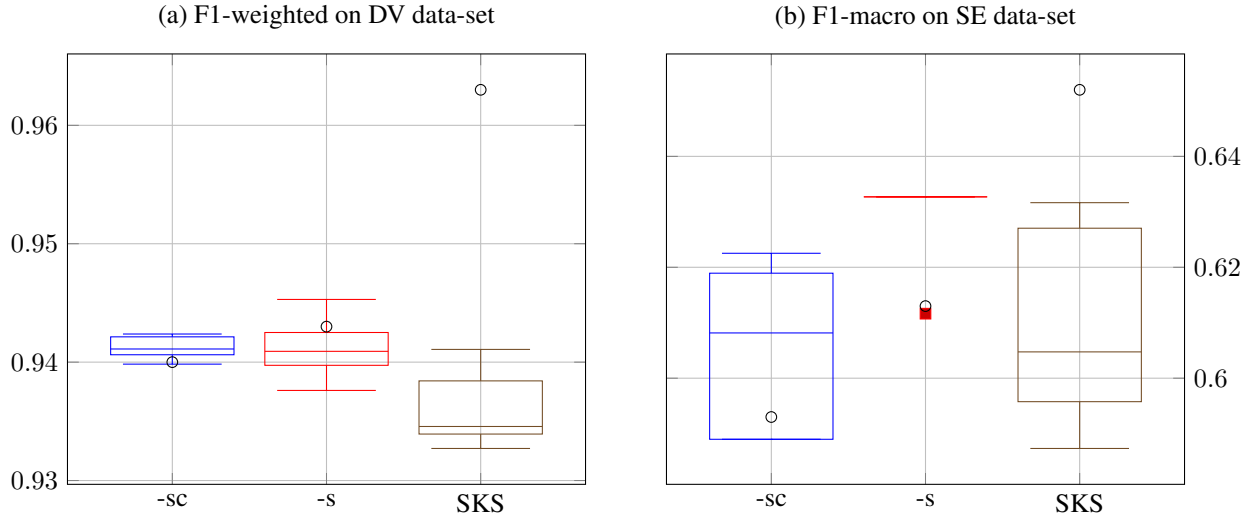 (a) F1-weighted on DV data-set
(b) F1-macro on SE data-set
0.96
0.95
0.94
0.93
-sc
-s
SKS
0.64
0.62
0.6
-sc
-s
SKS